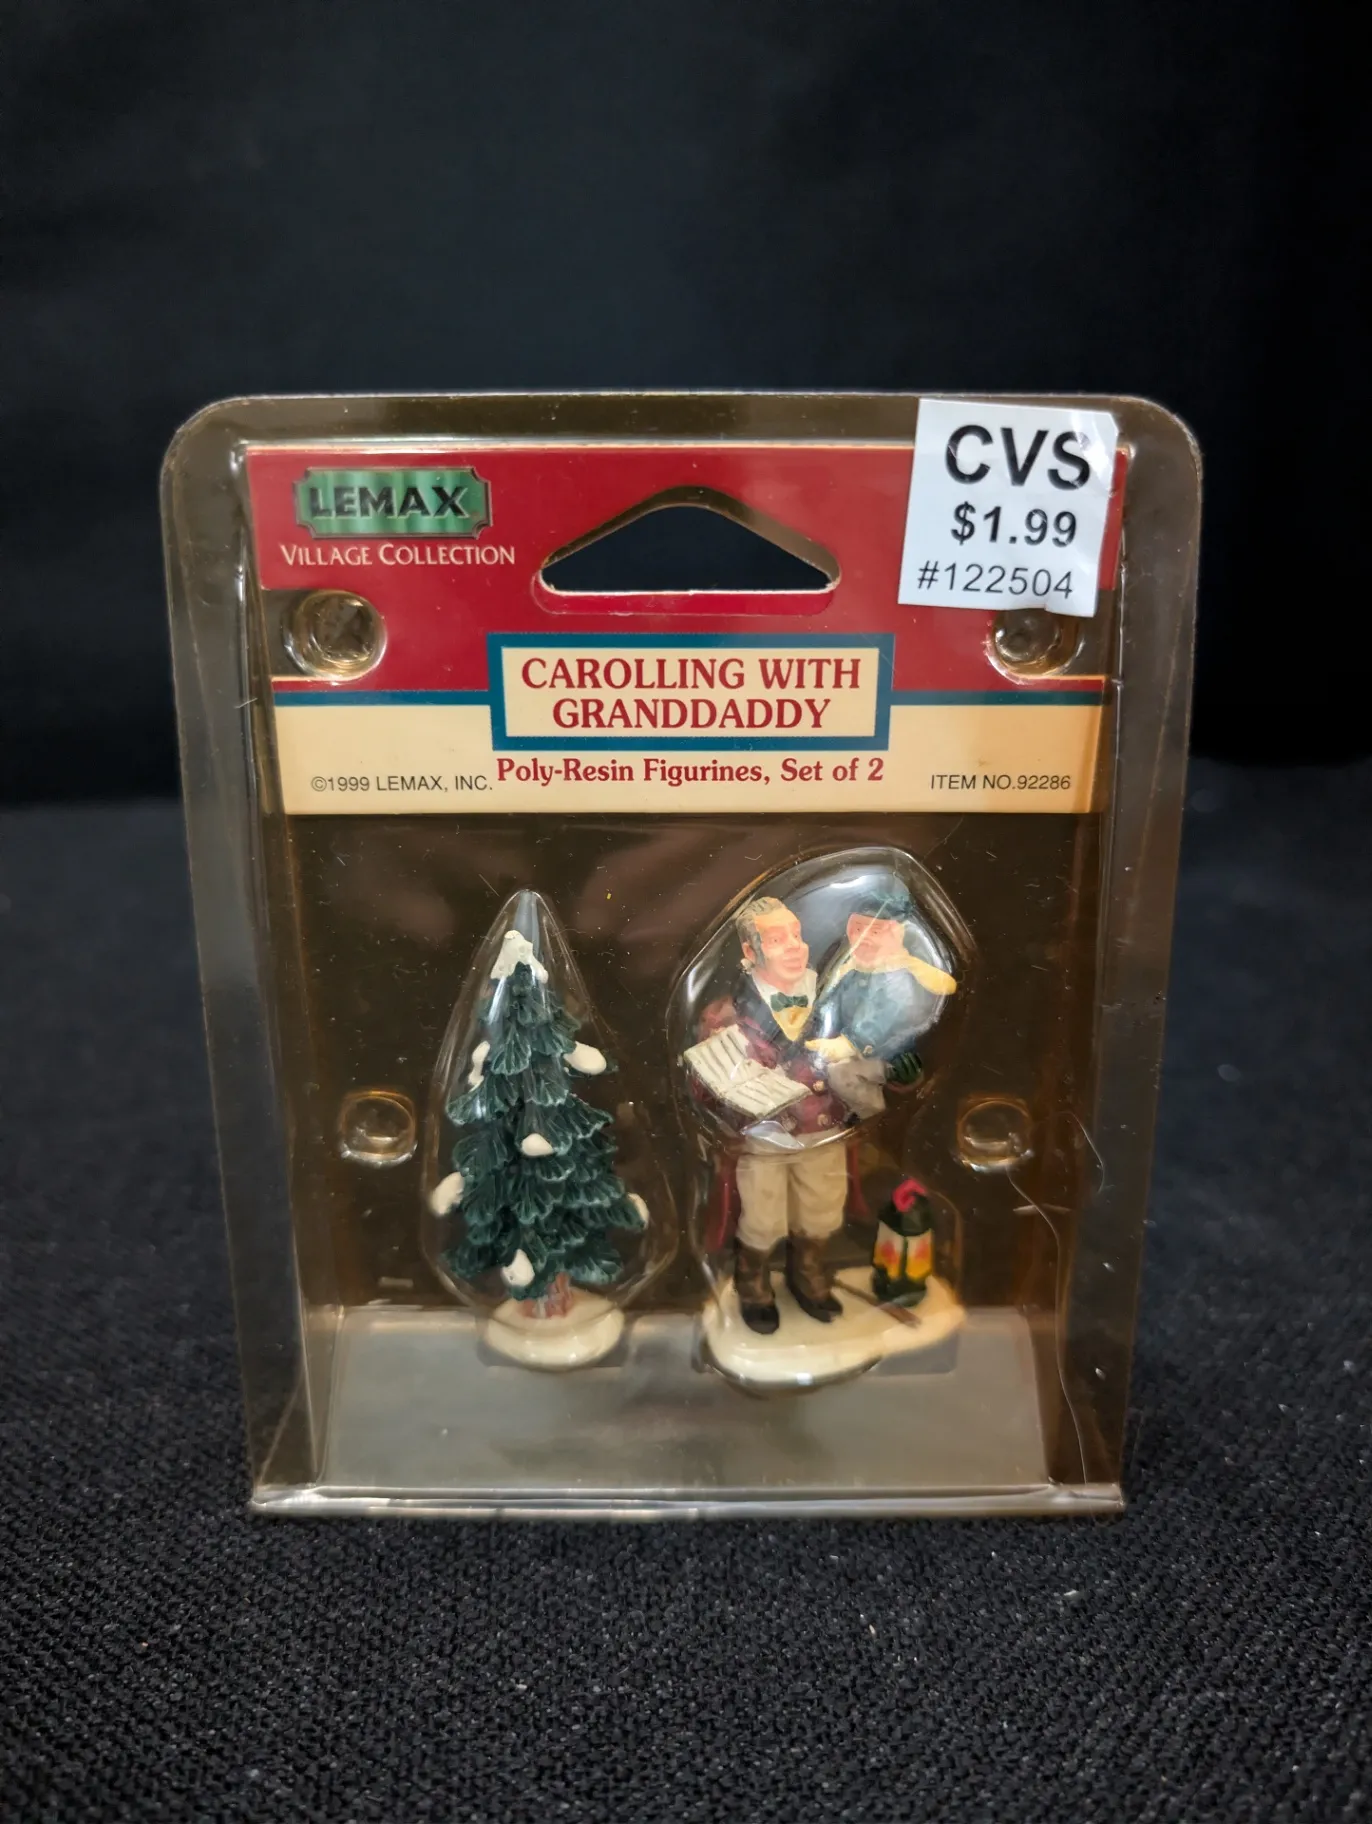 LEMAX
VILLAGE COLLECTION
CVS
$1.99
#122504
CAROLLING WITH
GRANDDADDY
©1999 LEMAX, INC.
Poly-Resin Figurines, Set of 2
ITEM NO.92286